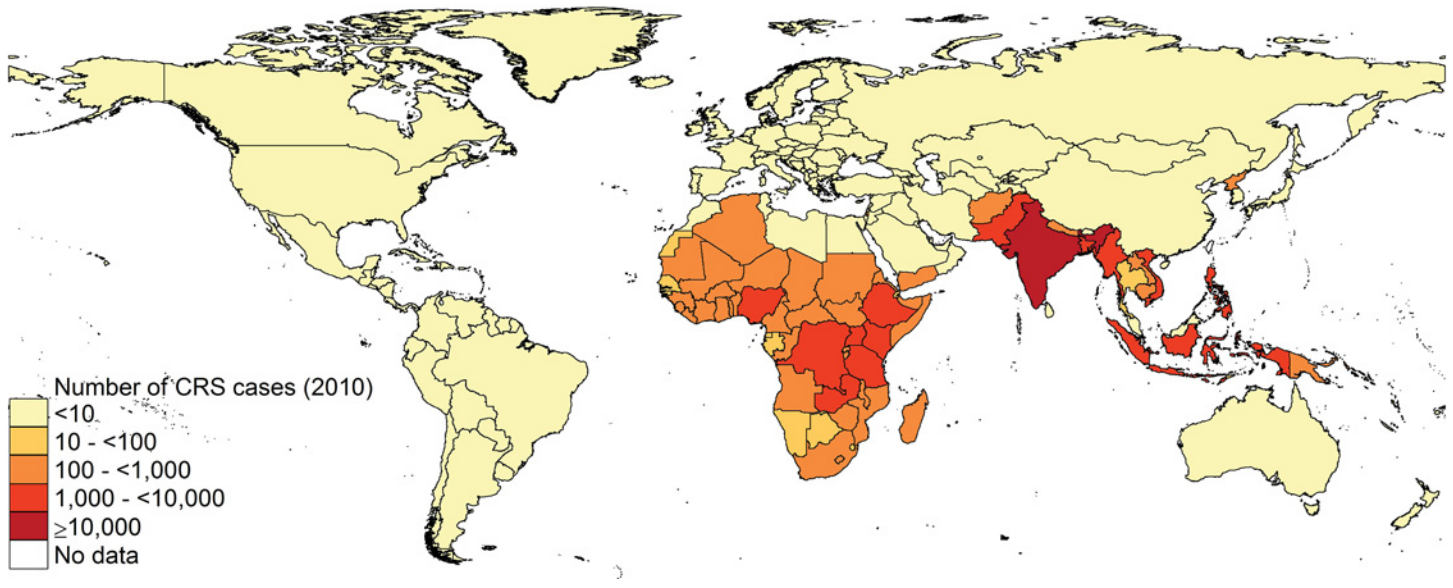 Number of CRS cases (2010)
<10
10 - <100
100 - <1,000
1,000 - <10,000
≥10,000
No data